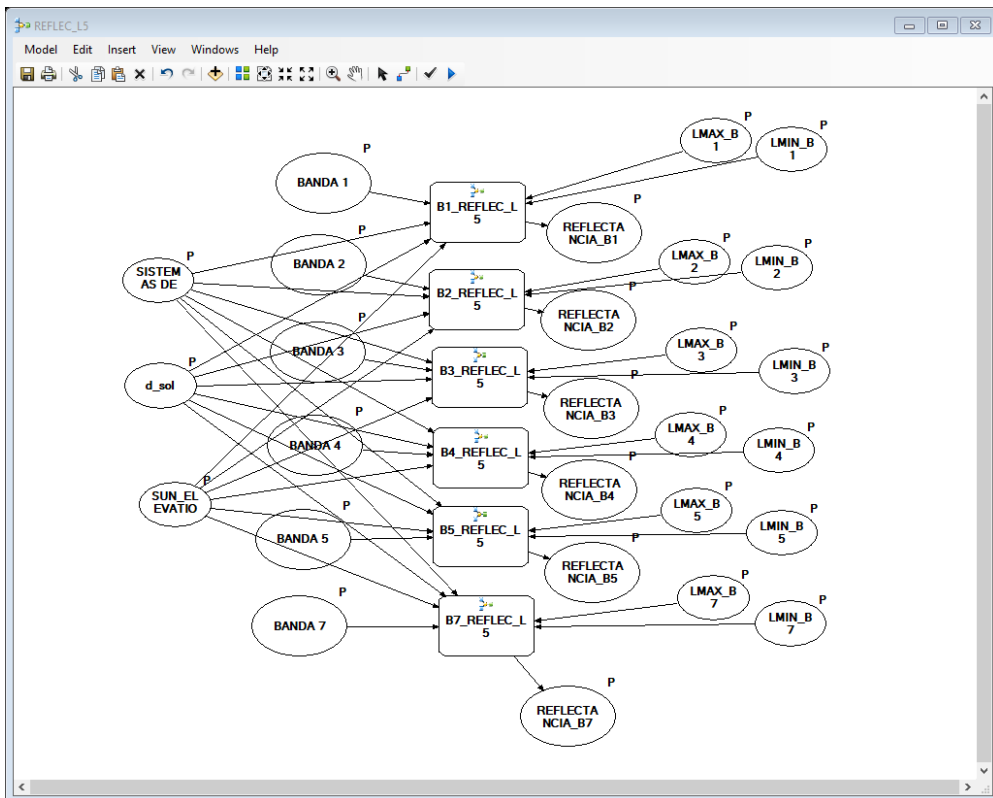 REFLEC_L5
Model Edit Insert View Windows Help
P
LMAX_B
1
P
LMIN_B
1
P
BANDA 1
B1_REFLEC_L
5
P
REFLECTA
NCIA_B1
P
SISTEM
AS DE
P
BANDA 2
B2_REFLEC_L
5
P
LMAX_B
2
P
LMIN_B
2
P
REFLECTA
NCIA_B2
P
d_sol
P
BANDA 3
B3_REFLEC_L
5
P
LMAX_B
3
P
LMIN_B
3
P
REFLECTA
NCIA_B3
P
BANDA 4
B4_REFLEC_L
5
P
LMAX_B
4
P
LMIN_B
4
P
REFLECTA
NCIA_B4
P
SUN_EL
EVATIO
P
BANDA 5
B5_REFLEC_L
5
P
LMAX_B
5
P
LMIN_B
5
P
REFLECTA
NCIA_B5
P
BANDA 7
B7_REFLEC_L
5
P
LMAX_B
7
P
LMIN_B
7
P
REFLECTA
NCIA_B7